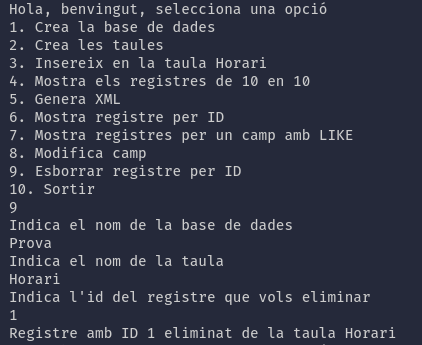 Hola, benvingut, selecciona una opció
1. Crea la base de dades
2. Crea les taules
3. Insereix en la taula Horari
4. Mostra els registres de 10 en 10
5. Genera XML
6. Mostra registre per ID
7. Mostra registres per un camp amb LIKE
8. Modifica camp
9. Esborrar registre per ID
10. Sortir
9
Indica el nom de la base de dades
Prova
Indica el nom de la taula
Horari
Indica l'id del registre que vols eliminar
1
Registre amb ID 1 eliminat de la taula Horari